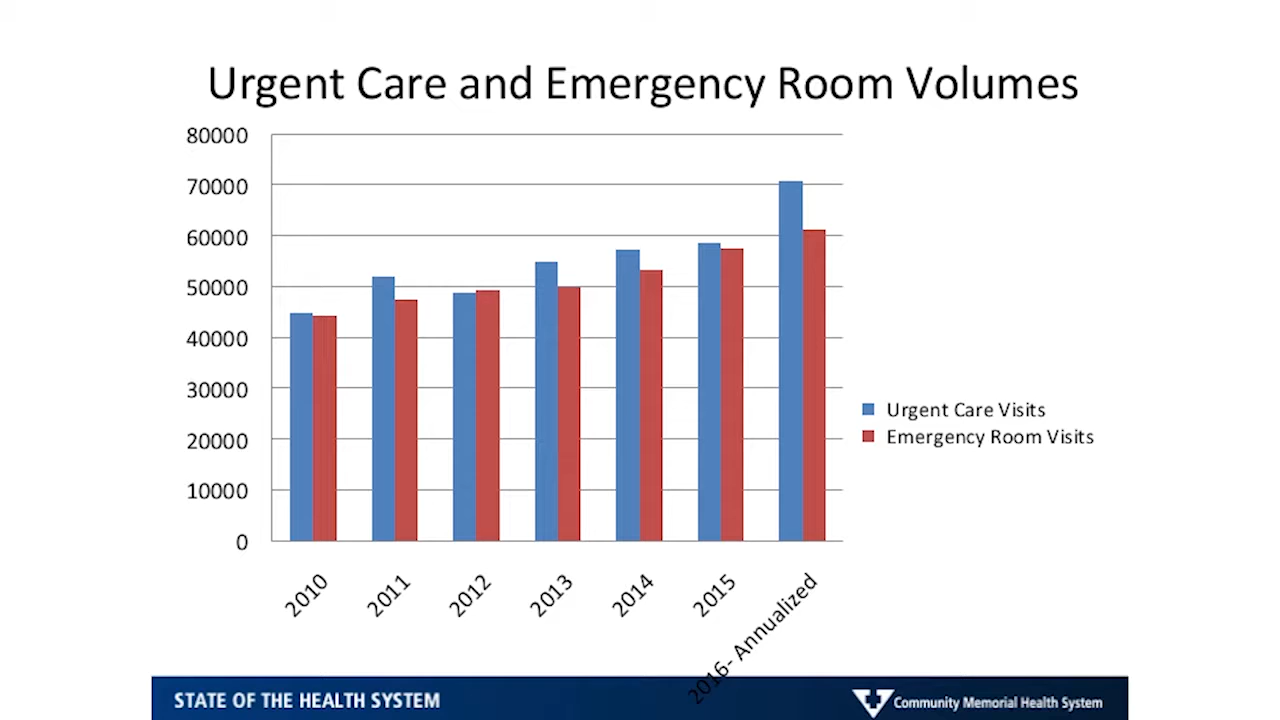 Urgent Care and Emergency Room Volumes
80000
70000
60000
50000
40000
30000
20000
10000
0
Urgent Care Visits
Emergency Room Visits
2010
2011
2012
2013
2014
2015
2016- Annualized
STATE OF THE HEALTH SYSTEM
Community Memorial Health System